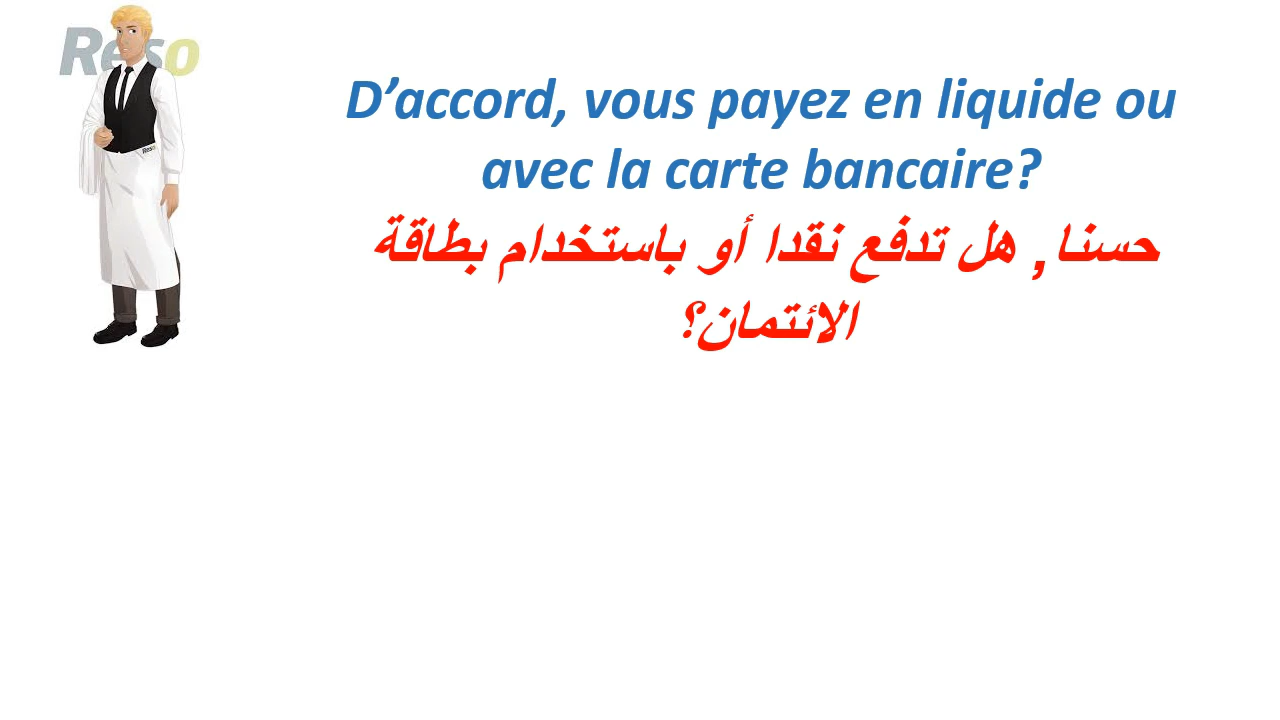 Reso
D’accord, vous payez en liquide ou
avec la carte bancaire?
حسنا, هل تدفع نقدا أو باستخدام بطاقة
الائتمان؟
Reso